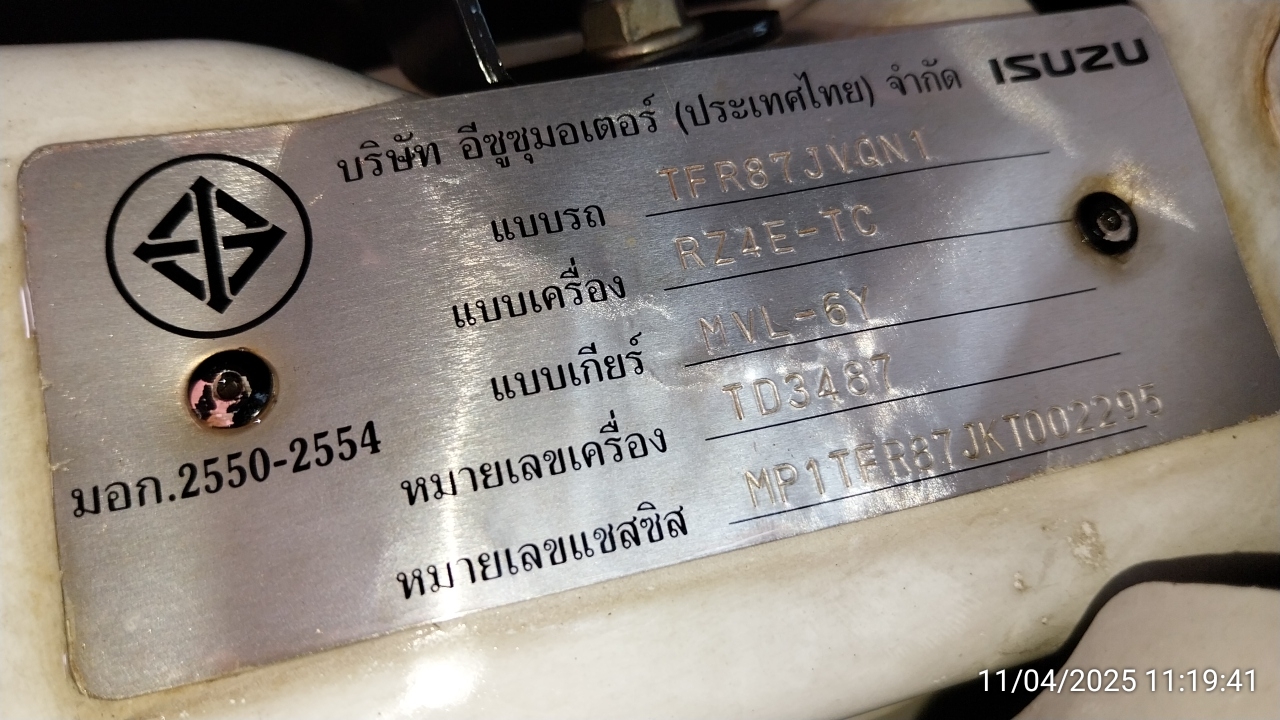 บริษัท อีซูซุมอเตอร์ (ประเทศไทย) จำกัด ISUZU
แบบรถ TFR87JVQN1
แบบเครื่อง RZ4E-TC
แบบเกียร์ MVL-6Y
หมายเลขเครื่อง TD3487
หมายเลขแชสซิส MP1TFR87JKT002295
มอก.2550-2554
11/04/2025 11:19:41